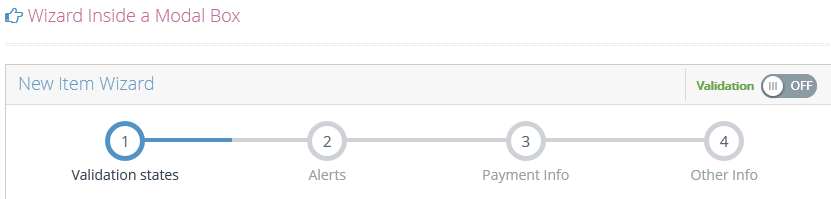 Wizard Inside a Modal Box
New Item Wizard
Validation OFF
1 2 3 4
Validation states Alerts Payment Info Other Info